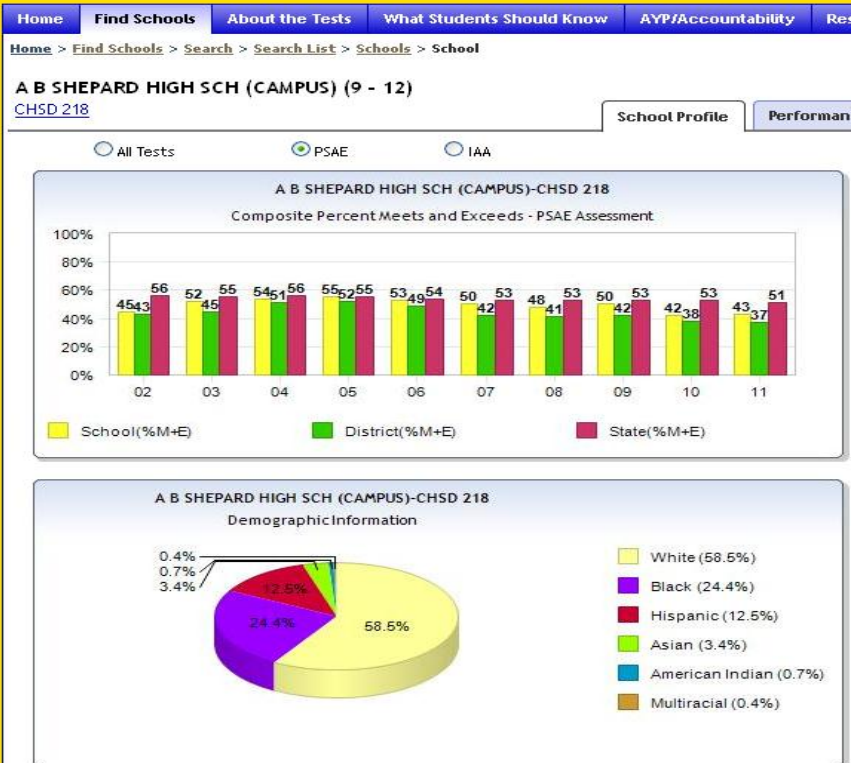 Home Find Schools About the Tests What Students Should Know AYP/Accountability Res
Home > Find Schools > Search > Search List > Schools > School
A B SHEPARD HIGH SCH (CAMPUS) (9 - 12)
CHSD 218
School Profile Performan
All Tests PSAE IAA
A B SHEPARD HIGH SCH (CAMPUS)-CHSD 218
Composite Percent Meets and Exceeds - PSAE Assessment
100%
80%
60%
40%
20%
0%
45 43 56 52 45 55 54 51 56 55 52 55 53 49 54 50 42 53 48 41 53 50 42 53 42 38 53 43 37 51
02 03 04 05 06 07 08 09 10 11
School(%M+E) District(%M+E) State(%M+E)
A B SHEPARD HIGH SCH (CAMPUS)-CHSD 218
Demographic Information
0.4%
0.7%
3.4%
12.5%
24.4%
58.5%
White (58.5%)
Black (24.4%)
Hispanic (12.5%)
Asian (3.4%)
American Indian (0.7%)
Multiracial (0.4%)